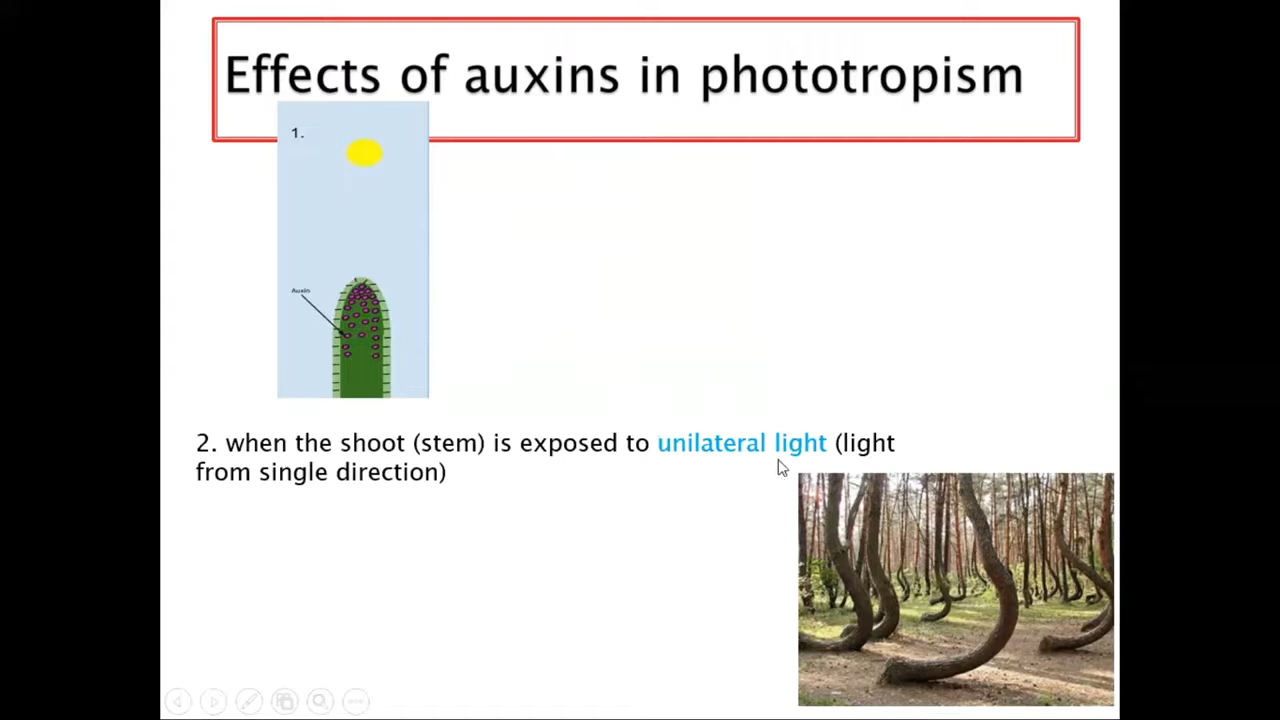 Effects of auxins in phototropism
1.
Auxin
2. when the shoot (stem) is exposed to unilateral light (light
from single direction)